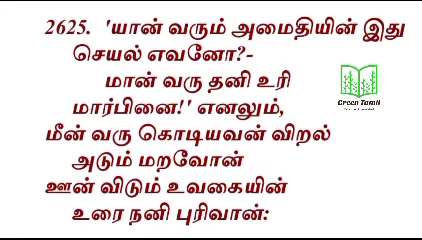 2625. 'யான் வரும் அமைதியின் இது
செயல் எவனோ?-
மான் வரு தனி உரி
மார்பினை!' எனலும்,
மீன் வரு கொடியவன் விறல்
அடும் மறவோன்
ஊன் விடும் உவகையின்
உரை நனி புரிவான்:
Green Tamil